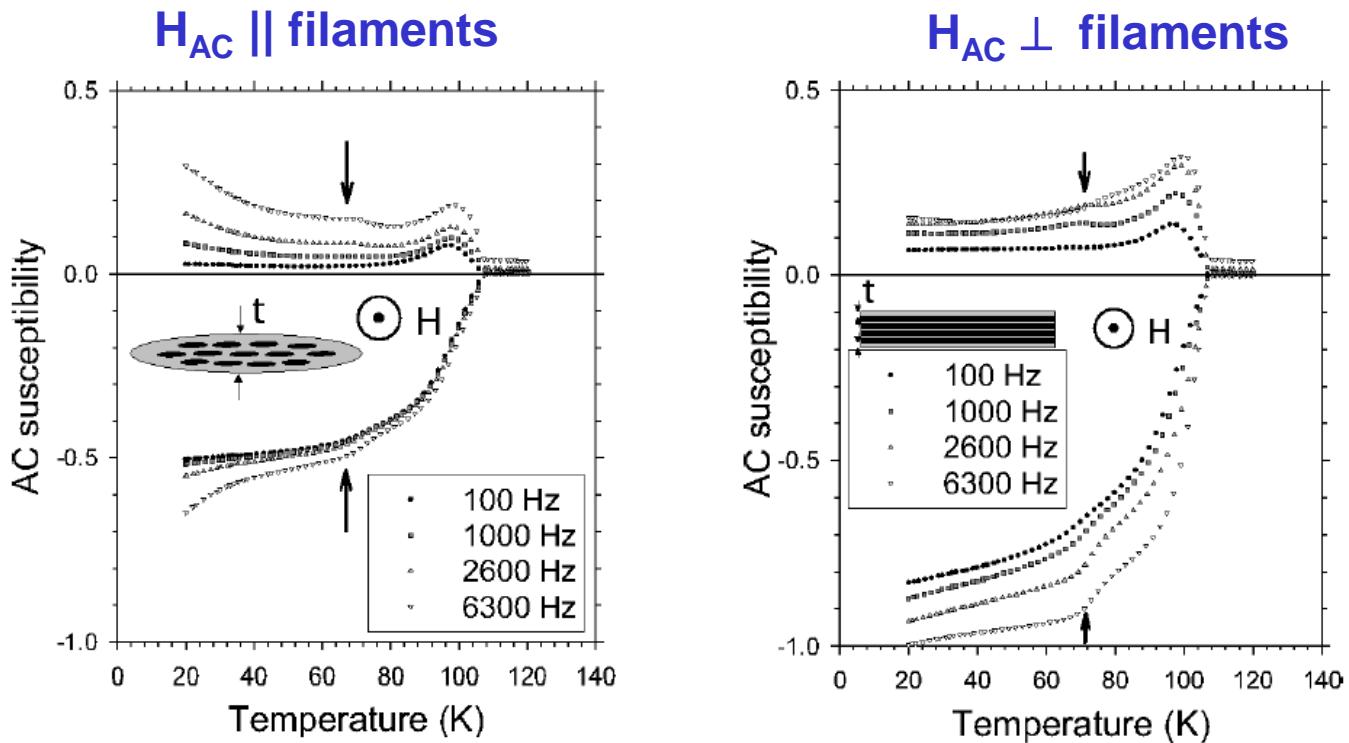 H_AC || filaments
AC susceptibility
0.5
0.0
-0.5
-1.0
t
H
100 Hz
1000 Hz
2600 Hz
6300 Hz
0 20 40 60 80 100 120 140
Temperature (K)
H_AC ⊥ filaments
AC susceptibility
0.5
0.0
-0.5
-1.0
t
H
100 Hz
1000 Hz
2600 Hz
6300 Hz
0 20 40 60 80 100 120 140
Temperature (K)